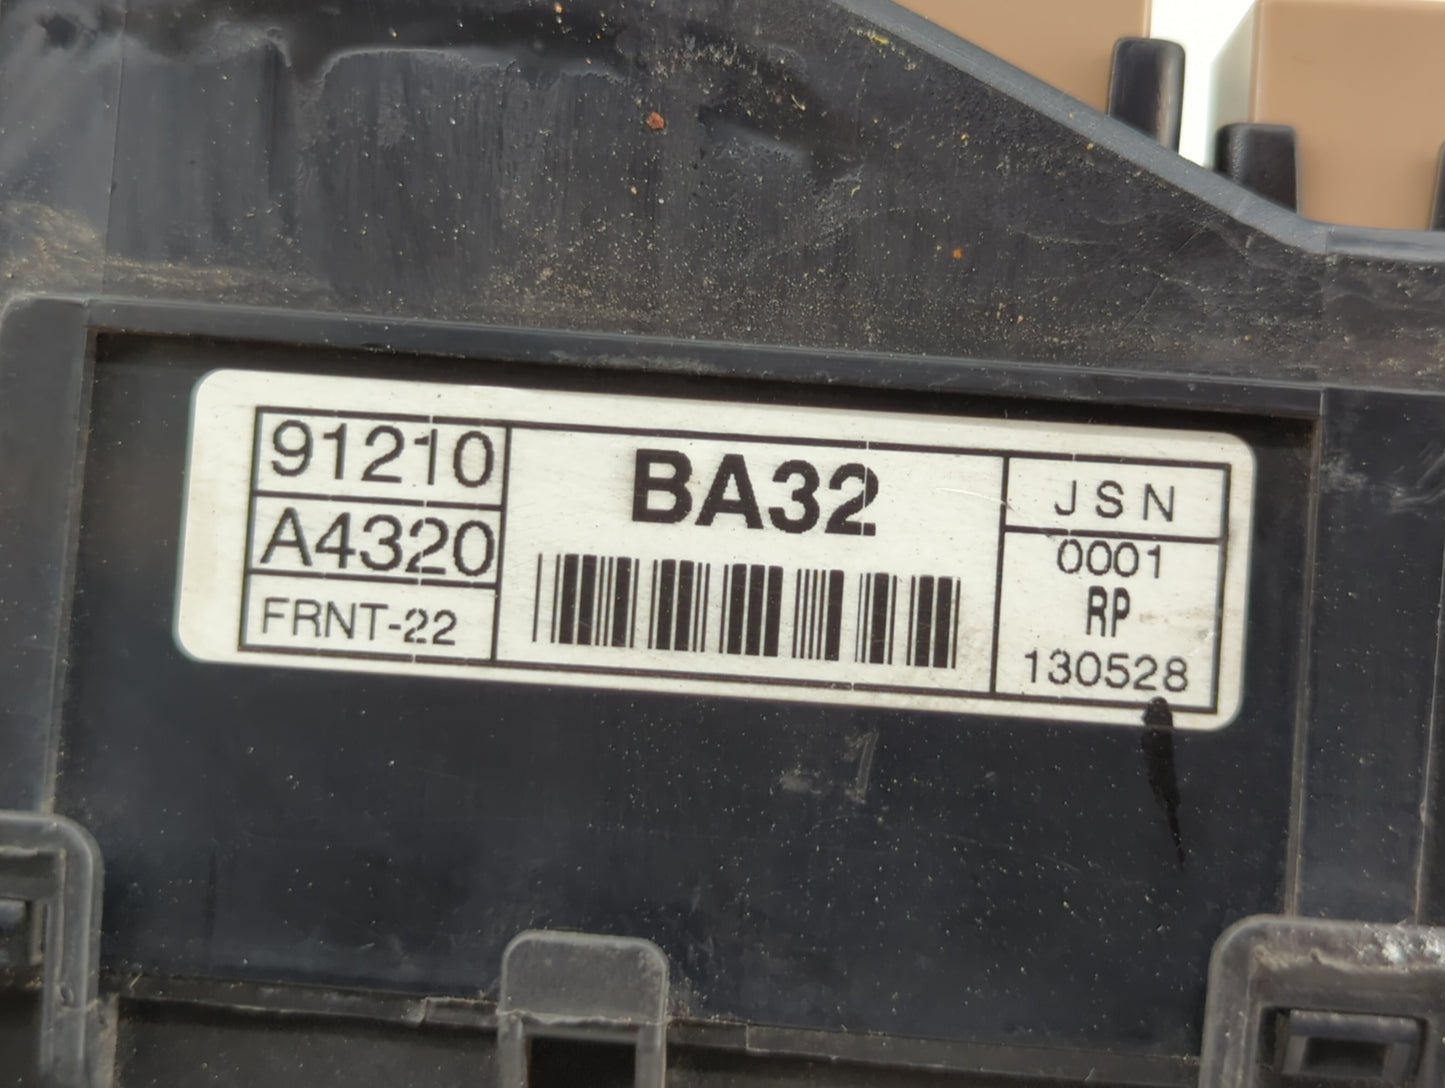 91210
A4320
FRNT-22
BA32
JSN
0001
RP
130528